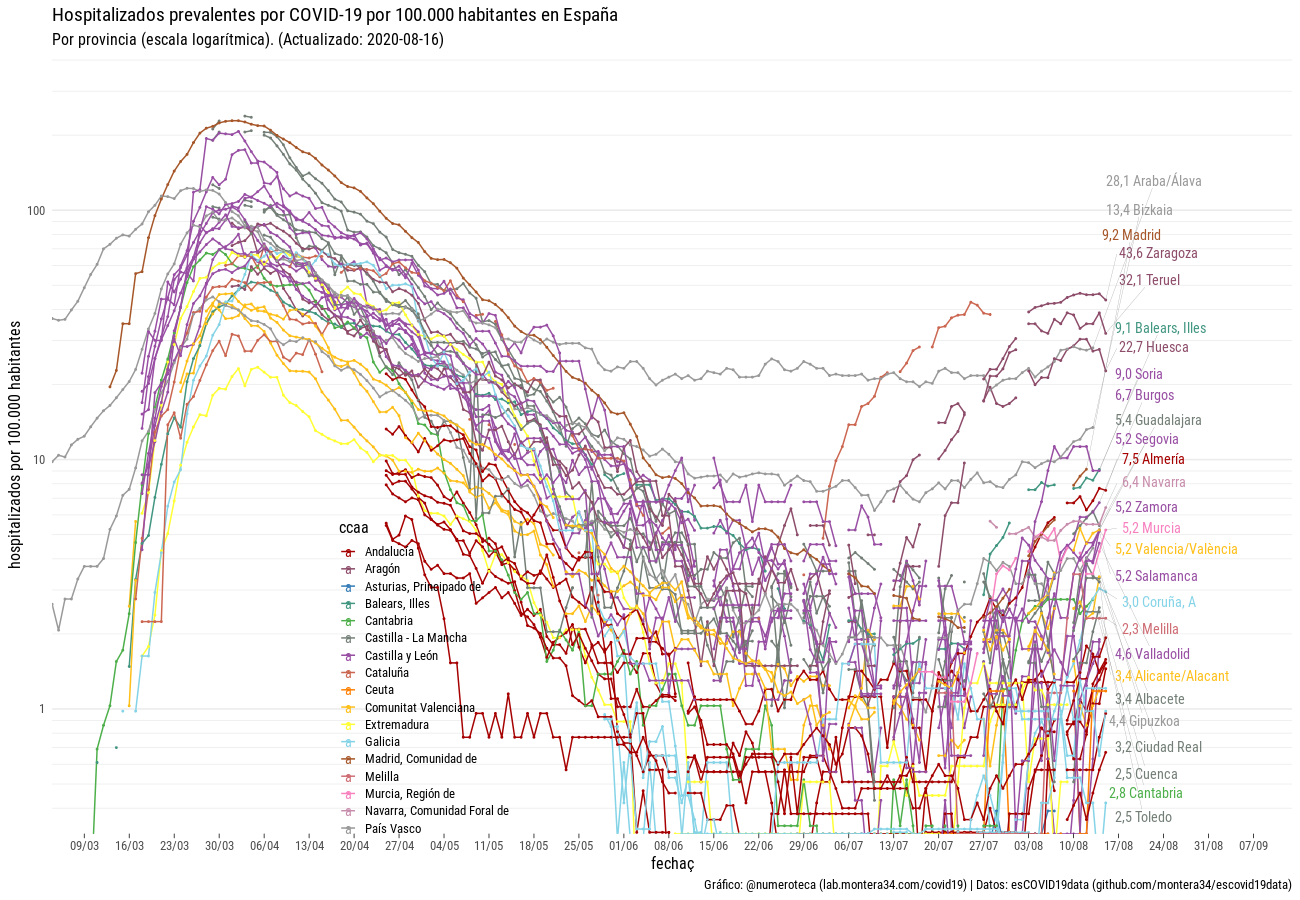 Hospitalizados prevalentes por COVID-19 por 100.000 habitantes en España
Por provincia (escala logarítmica). (Actualizado: 2020-08-16)
hospitalizados por 100.000 habitantes
100
10
1
28,1 Araba/Álava
13,4 Bizkaia
9,2 Madrid
43,6 Zaragoza
32,1 Teruel
9,1 Balears, Illes
22,7 Huesca
9,0 Soria
6,7 Burgos
5,4 Guadalajara
5,2 Segovia
7,5 Almería
6,4 Navarra
5,2 Zamora
5,2 Murcia
5,2 Valencia/València
5,2 Salamanca
3,0 Coruña, A
2,3 Melilla
4,6 Valladolid
3,4 Alicante/Alacant
3,4 Albacete
4,4 Gipuzkoa
3,2 Ciudad Real
2,5 Cuenca
2,8 Cantabria
2,5 Toledo
ccaa
Andalucía
Aragón
Asturias, Principado de
Balears, Illes
Cantabria
Castilla - La Mancha
Castilla y León
Cataluña
Ceuta
Comunitat Valenciana
Extremadura
Galicia
Madrid, Comunidad de
Melilla
Murcia, Región de
Navarra, Comunidad Foral de
País Vasco
09/03 16/03 23/03 30/03 06/04 13/04 20/04 27/04 04/05 11/05 18/05 25/05 01/06 08/06 15/06 22/06 29/06 06/07 13/07 20/07 27/07 03/08 10/08 17/08 24/08 31/08 07/09
fechaç
Gráfico: @numeroteca (lab.montera34.com/covid19) | Datos: esCOVID19data (github.com/montera34/escovid19data)